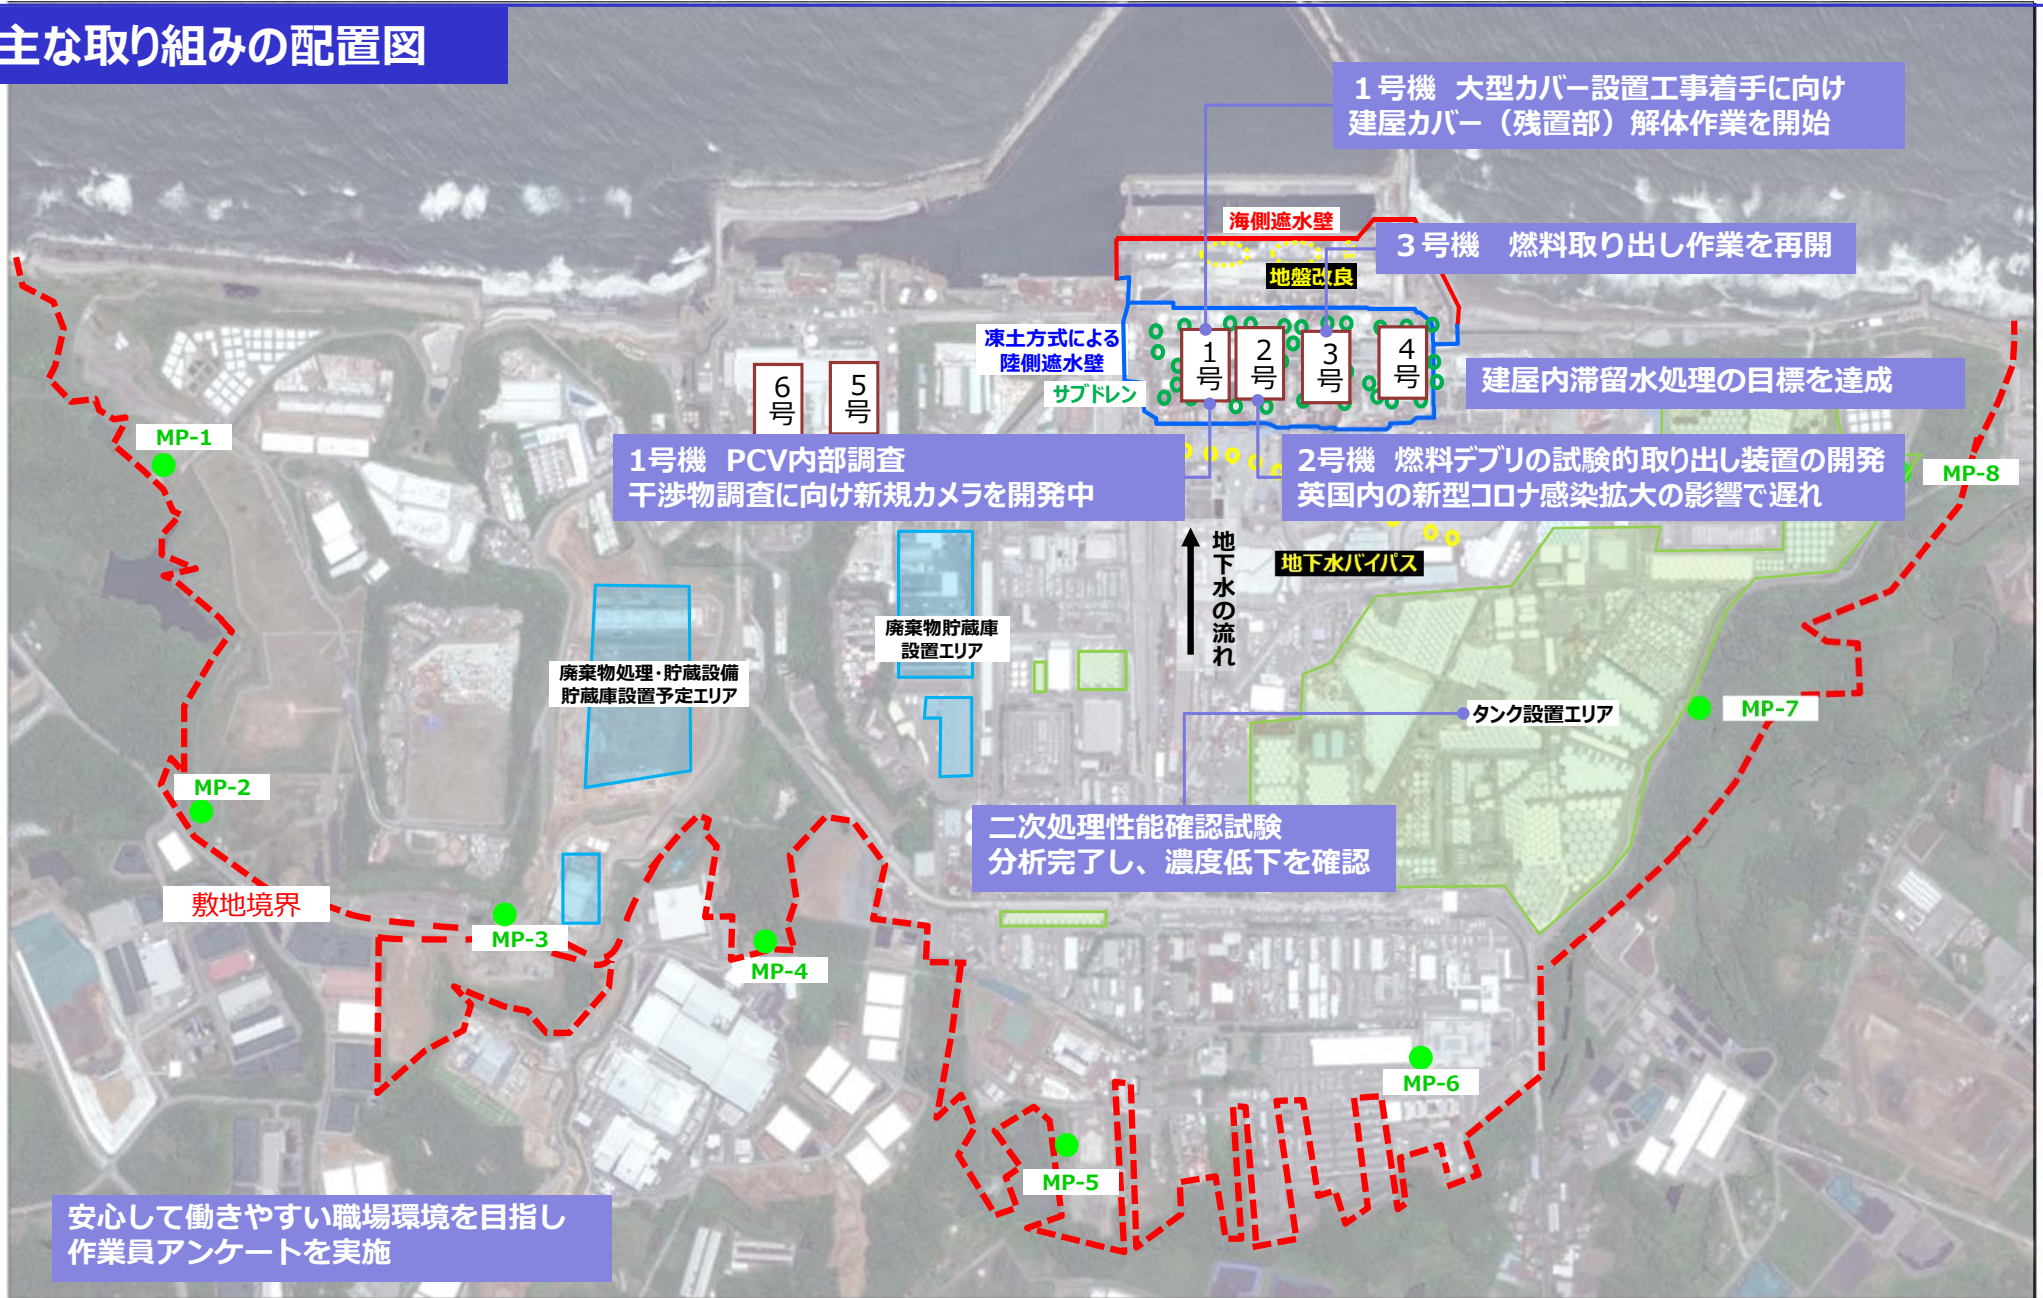 主な取り組みの配置図
１号機 大型カバー設置工事着手に向け
建屋カバー（残置部）解体作業を開始
海側遮水壁
３号機　燃料取り出し作業を再開
地盤改良
凍土方式による
陸側遮水壁
サブドレン
1号
2号
3号
4号
6号
5号
建屋内滞留水処理の目標を達成
MP-1
1号機 PCV内部調査
干渉物調査に向け新規カメラを開発中
2号機 燃料デブリの試験的取り出し装置の開発
英国内の新型コロナ感染拡大の影響で遅れ
MP-8
地下水の流れ
地下水バイパス
廃棄物貯蔵庫
設置エリア
廃棄物処理・貯蔵設備
貯蔵庫設置予定エリア
タンク設置エリア
MP-7
MP-2
二次処理性能確認試験
分析完了し、濃度低下を確認
敷地境界
MP-3
MP-4
MP-6
MP-5
安心して働きやすい職場環境を目指し
作業員アンケートを実施